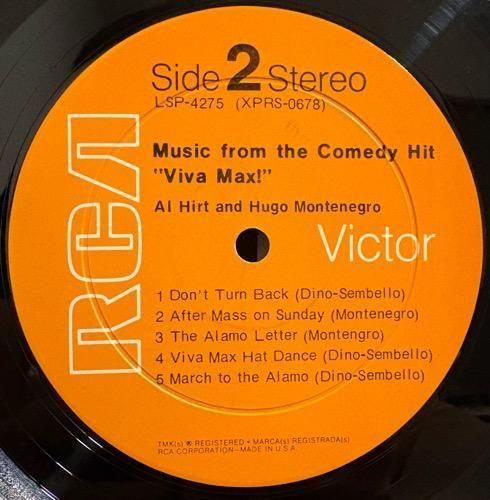 Side 2 Stereo
LSP-4275 (XPRS-0678)
Music from the Comedy Hit
"Viva Max!"
Al Hirt and Hugo Montenegro
RCA Victor
1 Don't Turn Back (Dino-Sembello)
2 After Mass on Sunday (Montenegro)
3 The Alamo Letter (Montengro)
4 Viva Max Hat Dance (Dino-Sembello)
5 March to the Alamo (Dino-Sembello)
TMK(s) ® REGISTERED • MARCA(s) REGISTRADA(s)
RCA CORPORATION—MADE IN U.S.A.